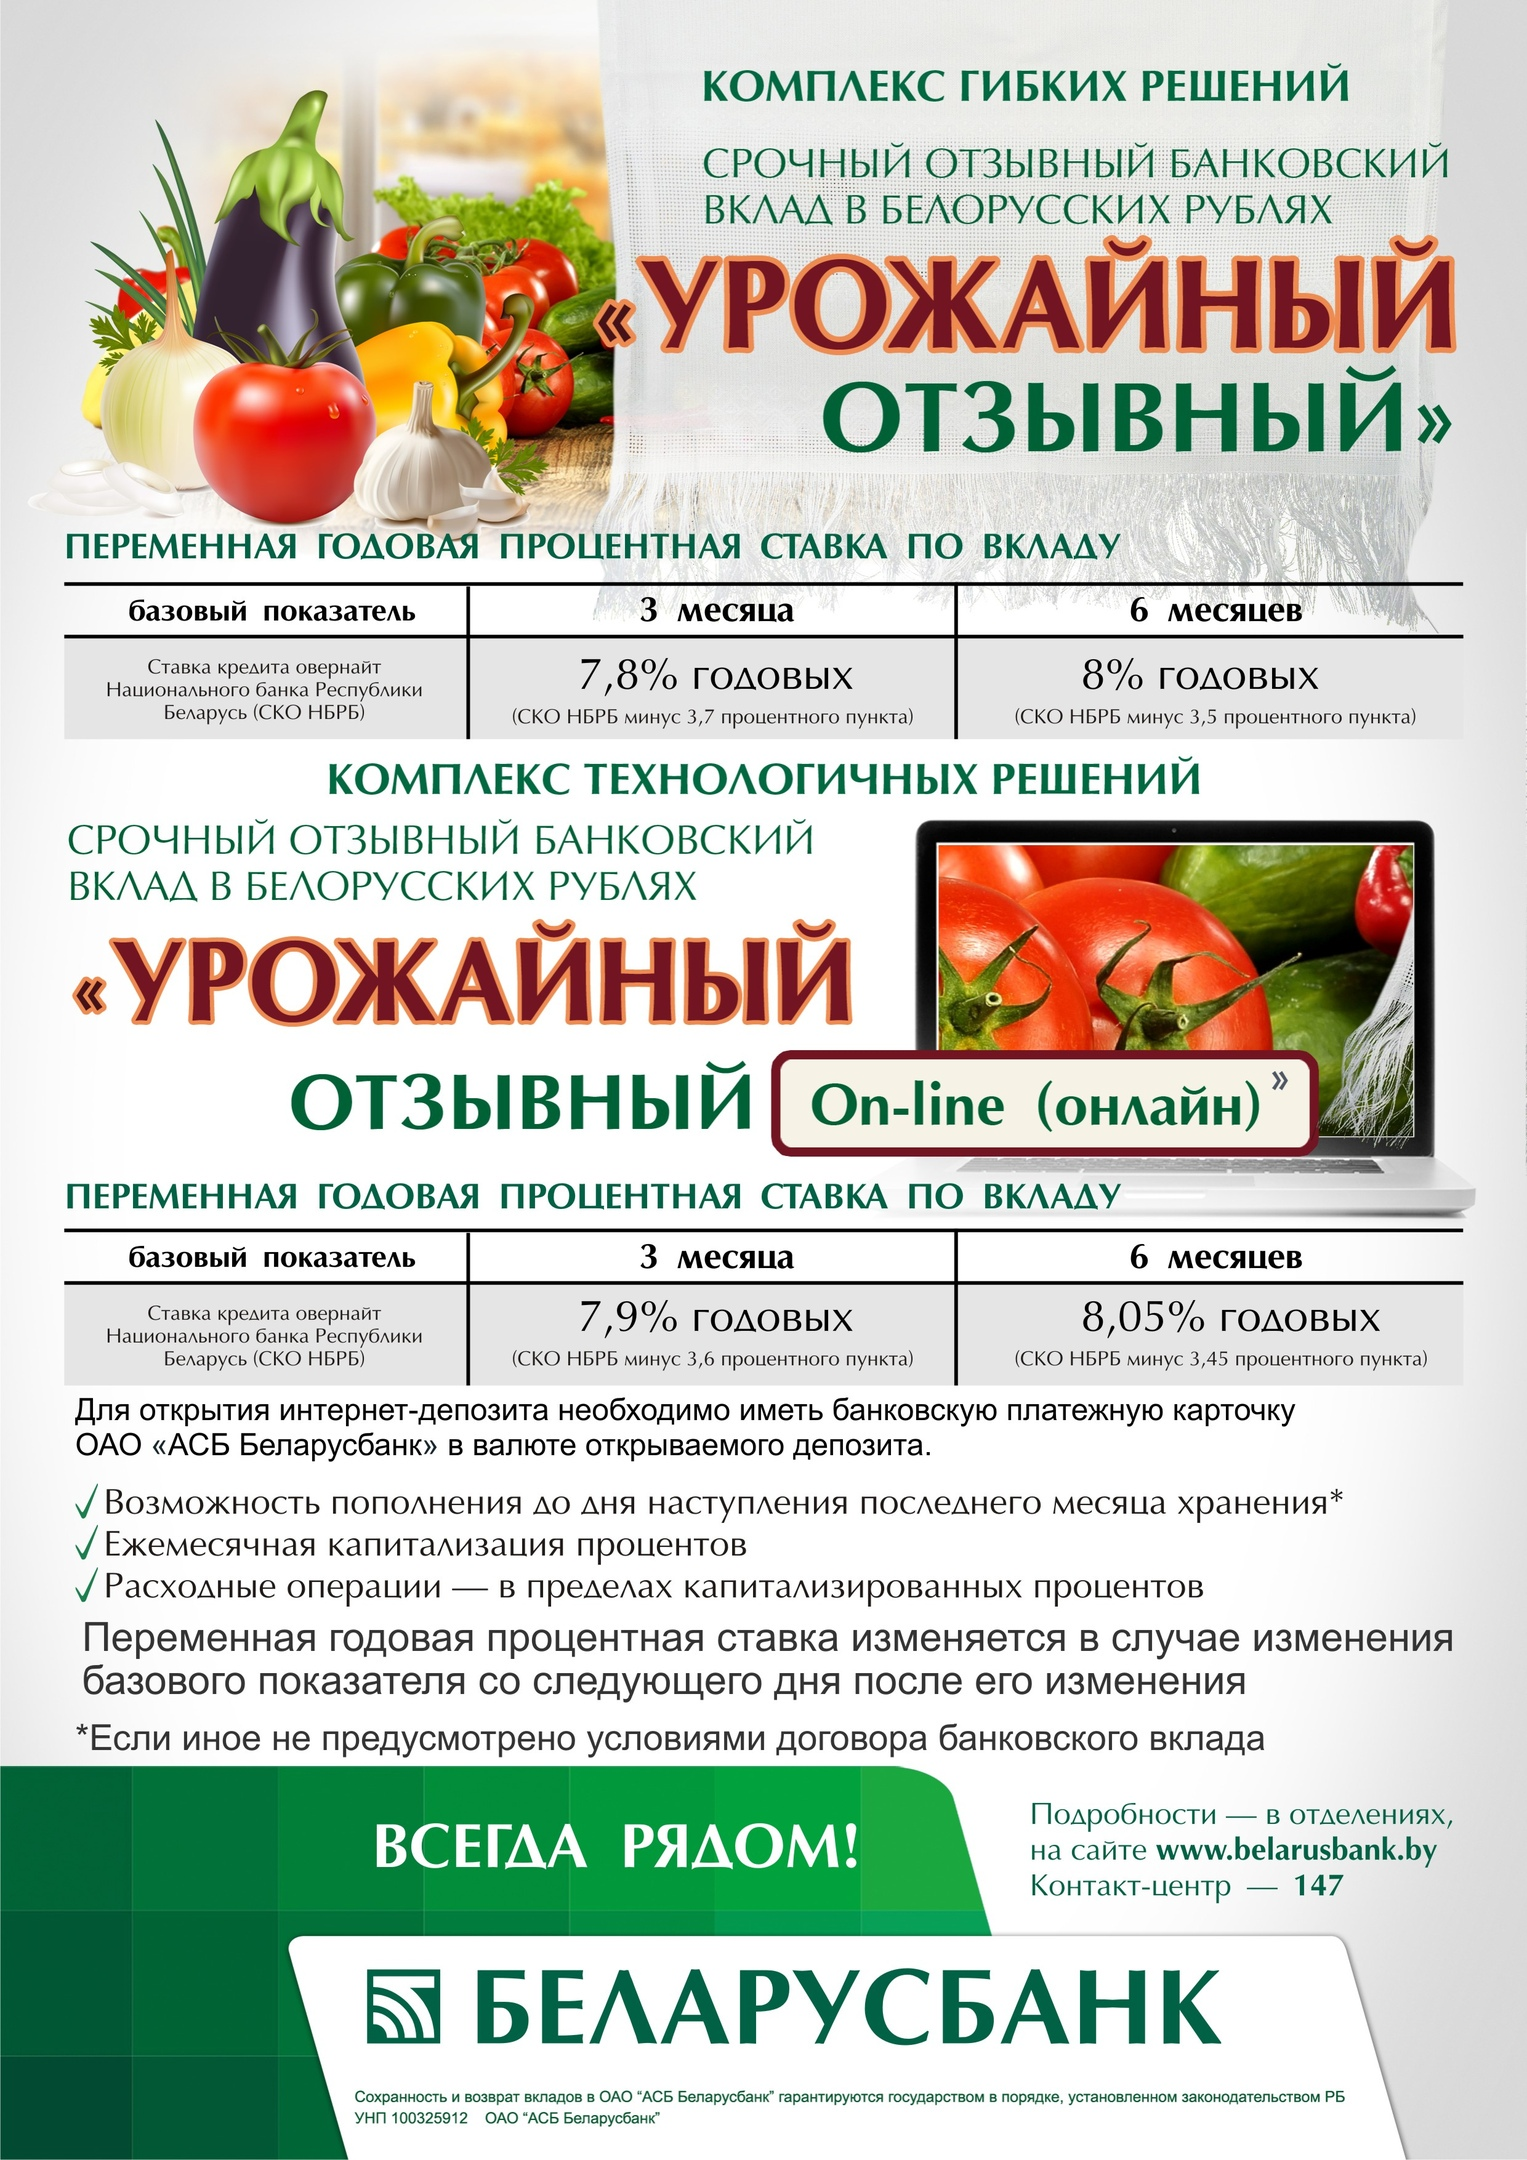 КОМПЛЕКС ГИБКИХ РЕШЕНИЙ
СРОЧНЫЙ ОТЗЫВНЫЙ БАНКОВСКИЙ
ВКЛАД В БЕЛОРУССКИХ РУБЛЯХ
«УРОЖАЙНЫЙ
ОТЗЫВНЫЙ»
ПЕРЕМЕННАЯ ГОДОВАЯ ПРОЦЕНТНАЯ СТАВКА ПО ВКЛАДУ
базовый показатель 3 месяца 6 месяцев
Ставка кредита овернайт
Национального банка Республики
Беларусь (СКО НБРБ)
7,8% годовых
(СКО НБРБ минус 3,7 процентного пункта)
8% годовых
(СКО НБРБ минус 3,5 процентного пункта)
КОМПЛЕКС ТЕХНОЛОГИЧНЫХ РЕШЕНИЙ
СРОЧНЫЙ ОТЗЫВНЫЙ БАНКОВСКИЙ
ВКЛАД В БЕЛОРУССКИХ РУБЛЯХ
«УРОЖАЙНЫЙ
ОТЗЫВНЫЙ On-line (онлайн)»
ПЕРЕМЕННАЯ ГОДОВАЯ ПРОЦЕНТНАЯ СТАВКА ПО ВКЛАДУ
базовый показатель 3 месяца 6 месяцев
Ставка кредита овернайт
Национального банка Республики
Беларусь (СКО НБРБ)
7,9% годовых
(СКО НБРБ минус 3,6 процентного пункта)
8,05% годовых
(СКО НБРБ минус 3,45 процентного пункта)
Для открытия интернет-депозита необходимо иметь банковскую платежную карточку
ОАО «АСБ Беларусбанк» в валюте открываемого депозита.
✓Возможность пополнения до дня наступления последнего месяца хранения*
✓Ежемесячная капитализация процентов
✓Расходные операции — в пределах капитализированных процентов
Переменная годовая процентная ставка изменяется в случае изменения
базового показателя со следующего дня после его изменения
*Если иное не предусмотрено условиями договора банковского вклада
ВСЕГДА РЯДОМ!
Подробности — в отделениях,
на сайте www.belarusbank.by
Контакт-центр — 147
БЕЛАРУСБАНК
Сохранность и возврат вкладов в ОАО “АСБ Беларусбанк” гарантируются государством в порядке, установленном законодательством РБ
УНП 100325912 ОАО “АСБ Беларусбанк”